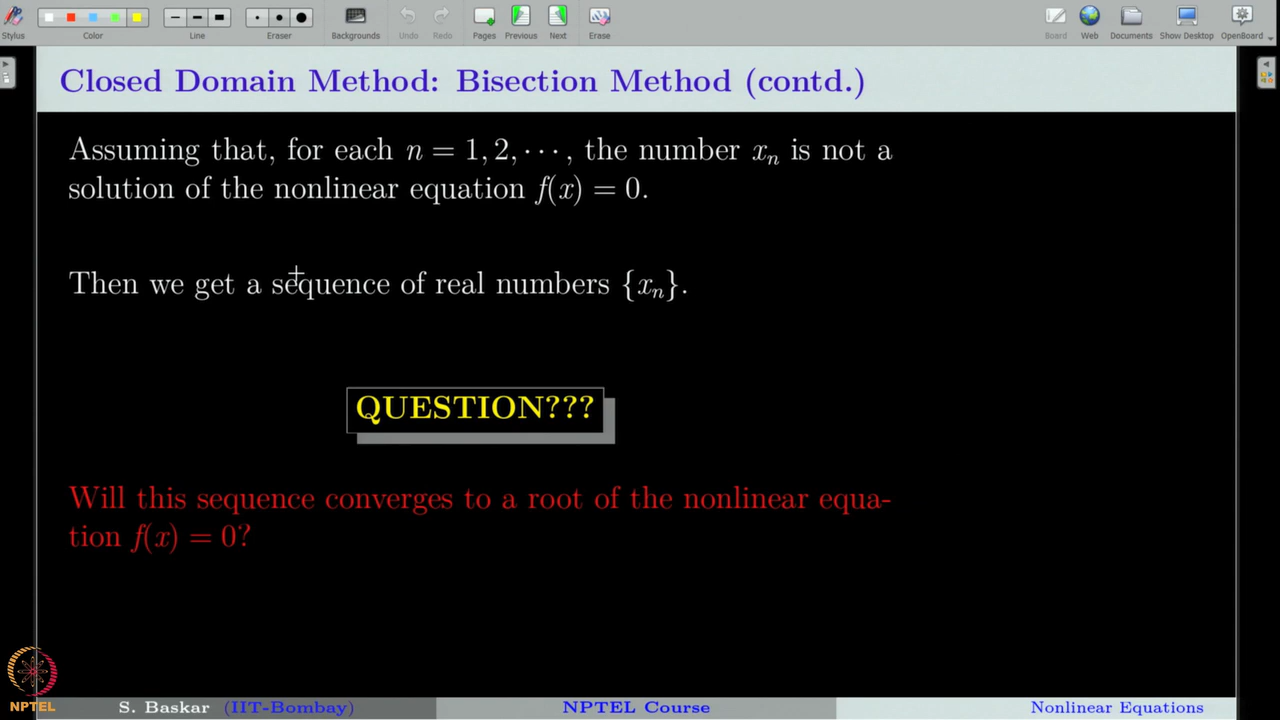 Stylus
Color
Line
Eraser
Backgrounds
Undo
Redo
Pages
Previous
Next
Erase
Board
Web
Documents
Show Desktop
OpenBoard
Closed Domain Method: Bisection Method (contd.)
Assuming that, for each n = 1, 2, ⋯, the number xₙ is not a
solution of the nonlinear equation f(x) = 0.
Then we get a sequence of real numbers {xₙ}.
QUESTION???
Will this sequence converges to a root of the nonlinear equa-
tion f(x) = 0?
NPTEL
S. Baskar (IIT-Bombay)
NPTEL Course
Nonlinear Equations